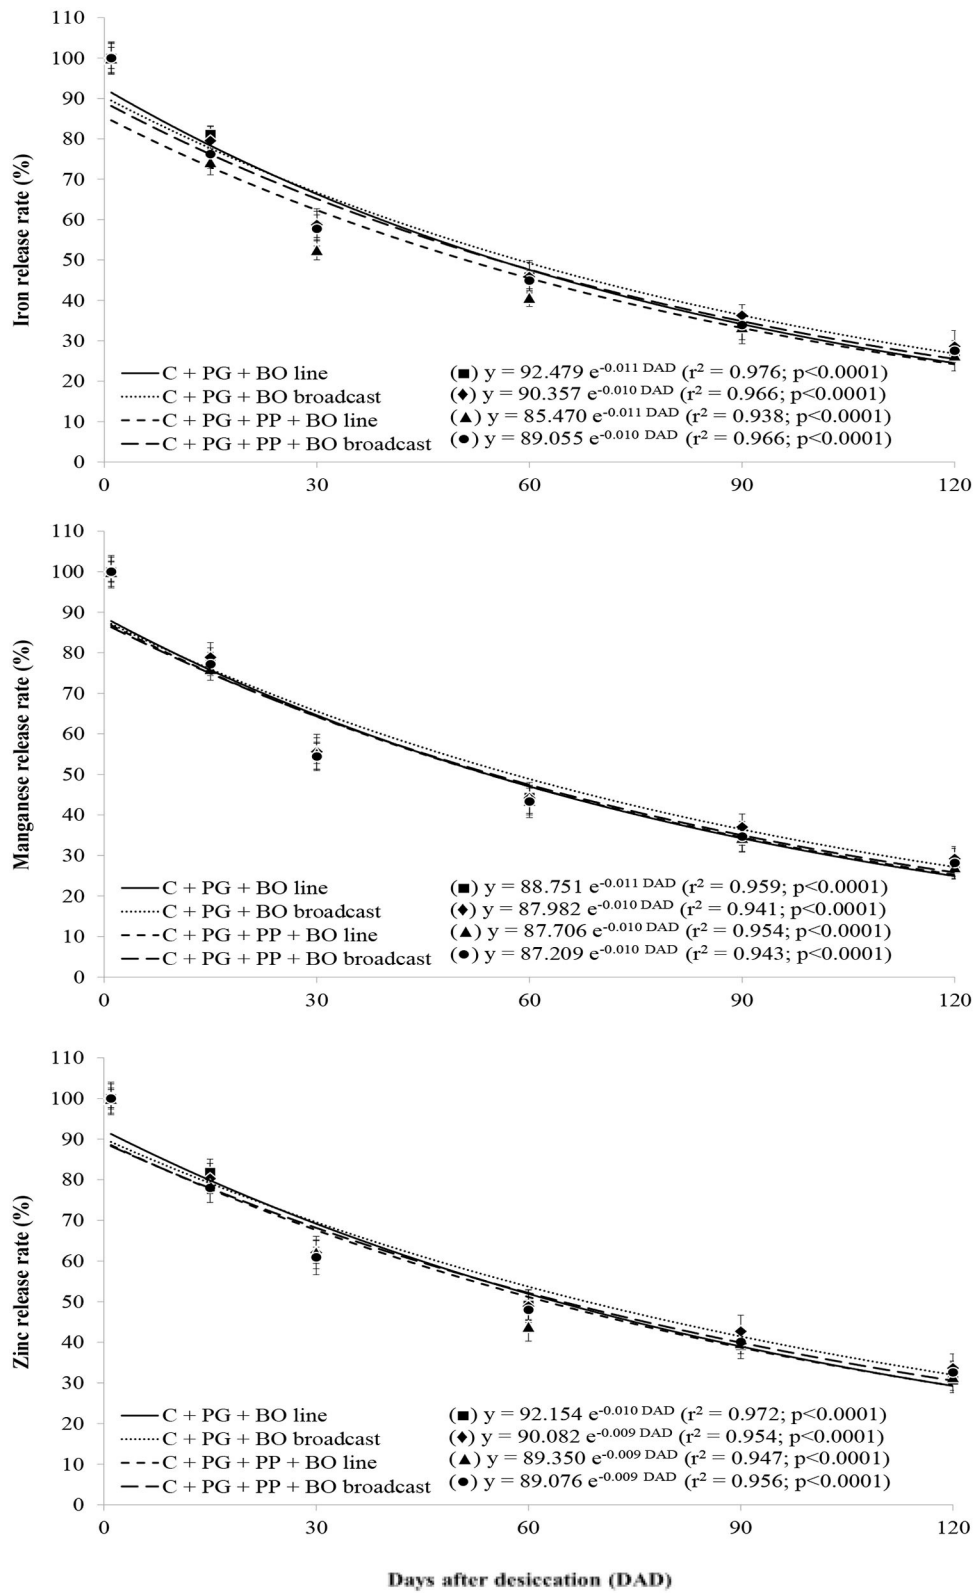 Iron release rate (%)
110
100
90
80
70
60
50
40
30
20
10
0
C + PG + BO line
C + PG + BO broadcast
C + PG + PP + BO line
C + PG + PP + BO broadcast
(■) y = 92.479 e^-0.011 DAD (r² = 0.976; p<0.0001)
(◆) y = 90.357 e^-0.010 DAD (r² = 0.966; p<0.0001)
(▲) y = 85.470 e^-0.011 DAD (r² = 0.938; p<0.0001)
(●) y = 89.055 e^-0.010 DAD (r² = 0.966; p<0.0001)
0 30 60 90 120
Manganese release rate (%)
110
100
90
80
70
60
50
40
30
20
10
0
C + PG + BO line
C + PG + BO broadcast
C + PG + PP + BO line
C + PG + PP + BO broadcast
(■) y = 88.751 e^-0.011 DAD (r² = 0.959; p<0.0001)
(◆) y = 87.982 e^-0.010 DAD (r² = 0.941; p<0.0001)
(▲) y = 87.706 e^-0.010 DAD (r² = 0.954; p<0.0001)
(●) y = 87.209 e^-0.010 DAD (r² = 0.943; p<0.0001)
0 30 60 90 120
Zinc release rate (%)
110
100
90
80
70
60
50
40
30
20
10
0
C + PG + BO line
C + PG + BO broadcast
C + PG + PP + BO line
C + PG + PP + BO broadcast
(■) y = 92.154 e^-0.010 DAD (r² = 0.972; p<0.0001)
(◆) y = 90.082 e^-0.009 DAD (r² = 0.954; p<0.0001)
(▲) y = 89.350 e^-0.009 DAD (r² = 0.947; p<0.0001)
(●) y = 89.076 e^-0.009 DAD (r² = 0.956; p<0.0001)
0 30 60 90 120
Days after desiccation (DAD)